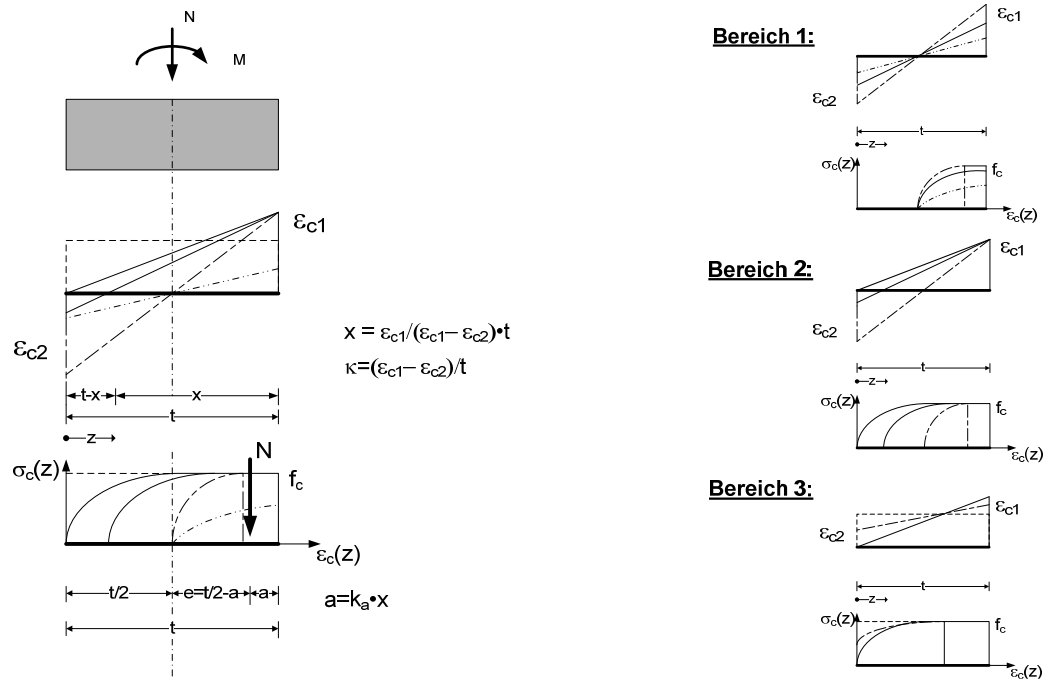 N
M
εc1
εc2
x = εc1/(εc1– εc2)•t
κ=(εc1– εc2)/t
t-x
x
t
z
σc(z)
N
fc
εc(z)
t/2
e=t/2-a
a
a=ka•x
t
Bereich 1:
εc1
εc2
t
z
σc(z)
fc
εc(z)
Bereich 2:
εc1
εc2
t
z
σc(z)
fc
εc(z)
Bereich 3:
εc1
εc2
t
z
σc(z)
fc
εc(z)